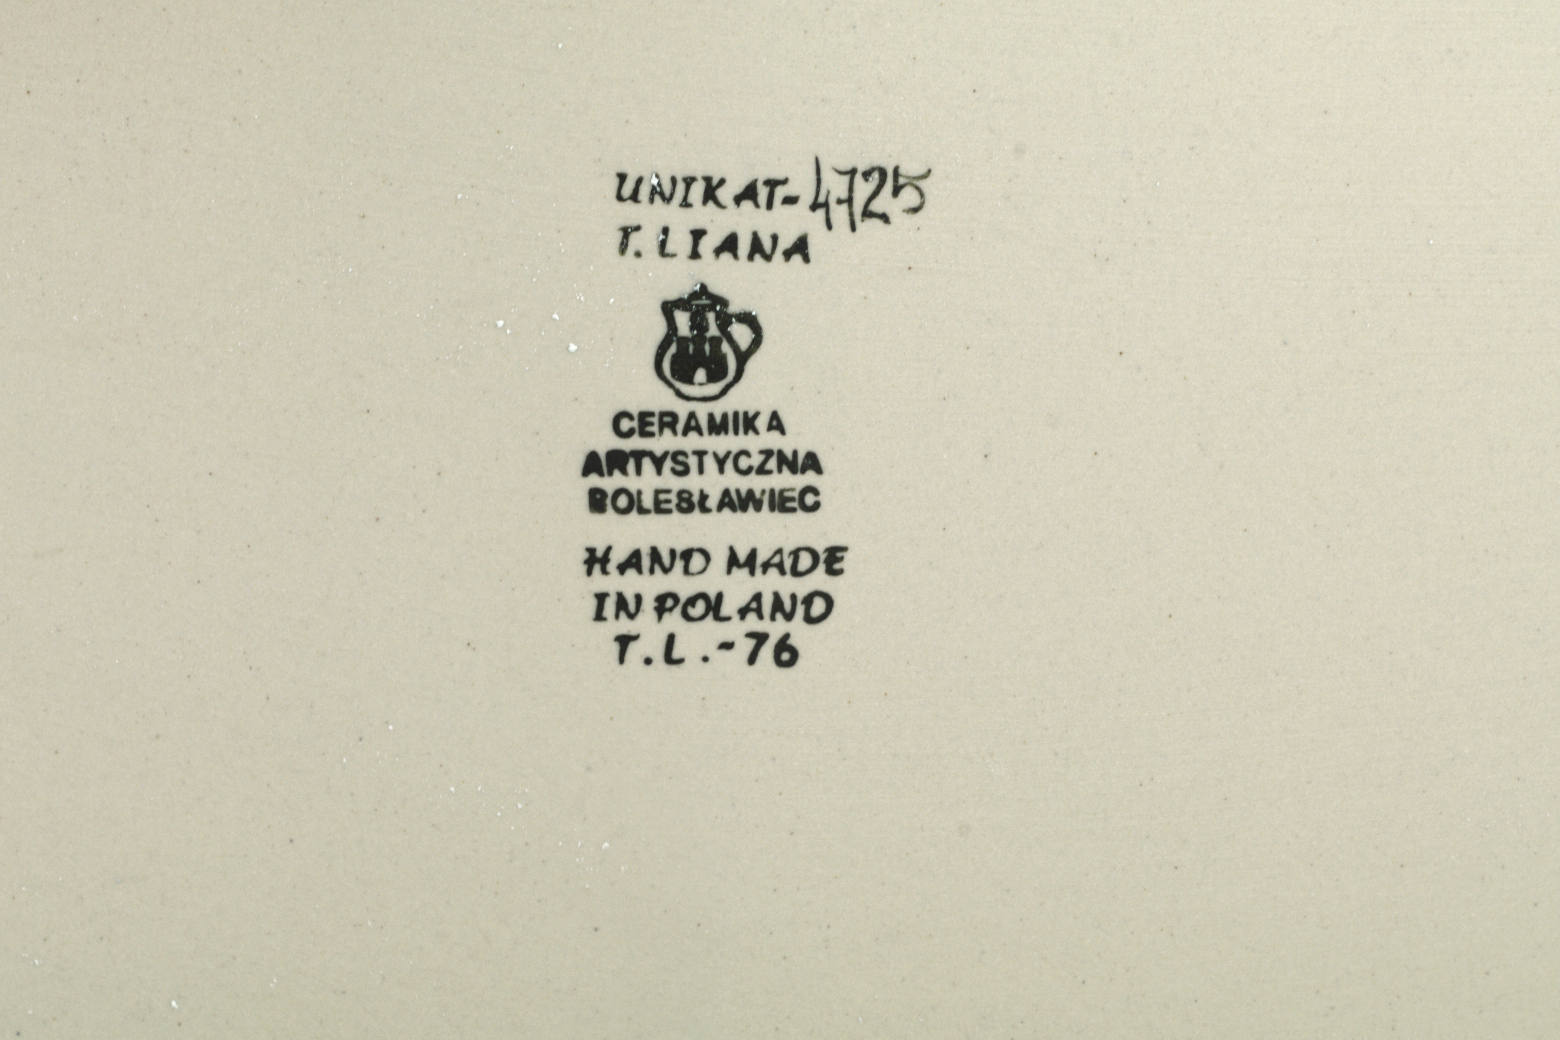 UNIKAT-4725
T. LIANA
CERAMIKA
ARTYSTYCZNA
BOLESŁAWIEC
HAND MADE
IN POLAND
T.L.-76